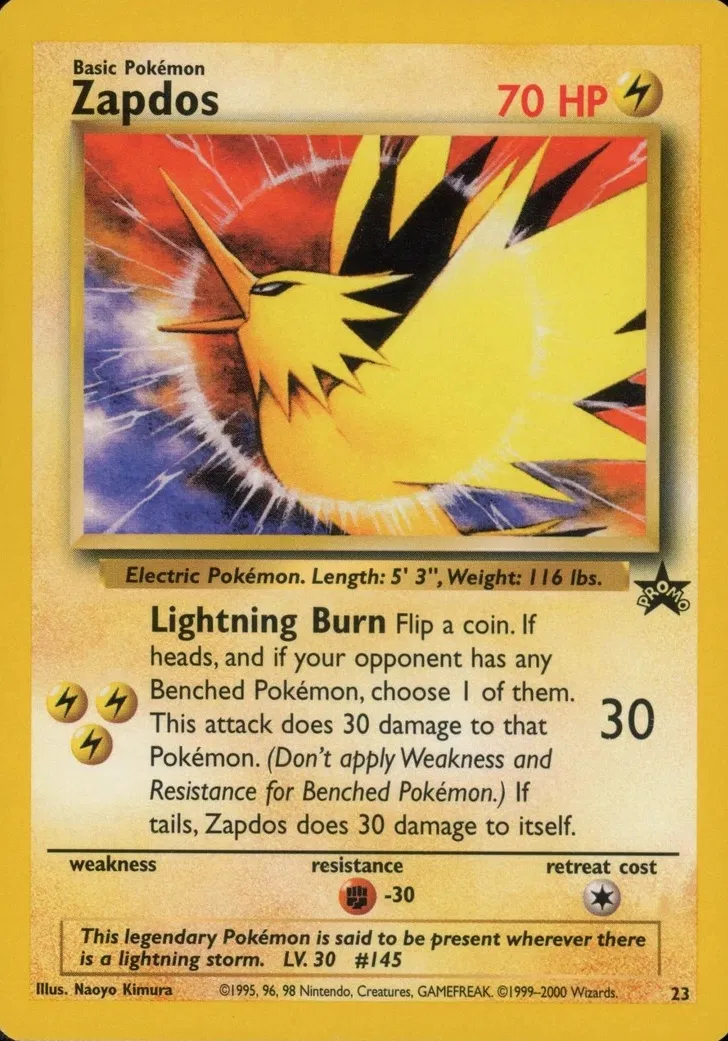 Basic Pokémon
Zapdos
70 HP
Electric Pokémon. Length: 5' 3", Weight: 116 lbs.
PROMO
Lightning Burn Flip a coin. If
heads, and if your opponent has any
Benched Pokémon, choose 1 of them.
This attack does 30 damage to that
Pokémon. (Don't apply Weakness and
Resistance for Benched Pokémon.) If
tails, Zapdos does 30 damage to itself.
30
weakness
resistance
retreat cost
-30
This legendary Pokémon is said to be present wherever there
is a lightning storm. LV. 30 #145
Illus. Naoyo Kimura
©1995, 96, 98 Nintendo, Creatures, GAMEFREAK. ©1999–2000 Wizards.
23